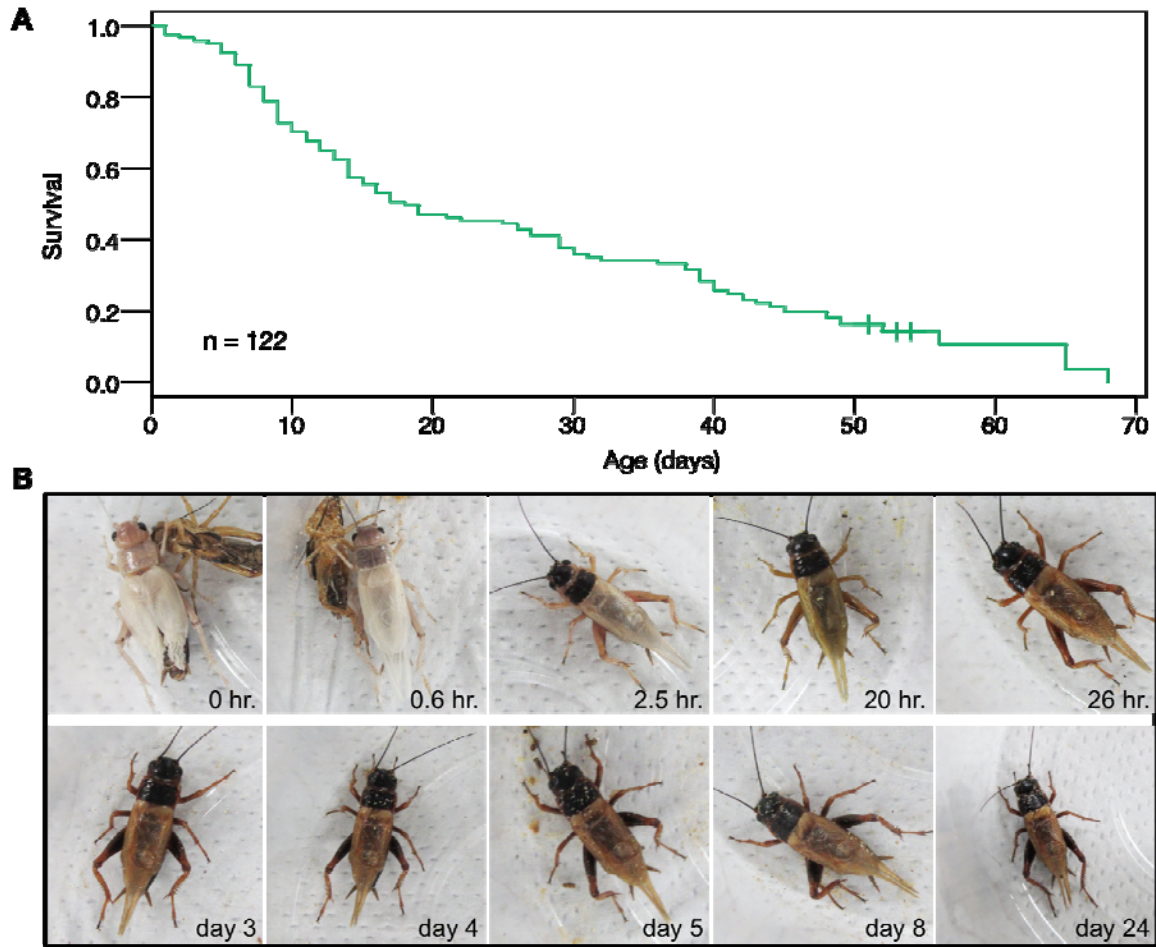 A
1.0
0.8
0.6
0.4
0.2
0.0
Survival
n = 122
0 10 20 30 40 50 60 70
Age (days)
B
0 hr. 0.6 hr. 2.5 hr. 20 hr. 26 hr.
day 3 day 4 day 5 day 8 day 24